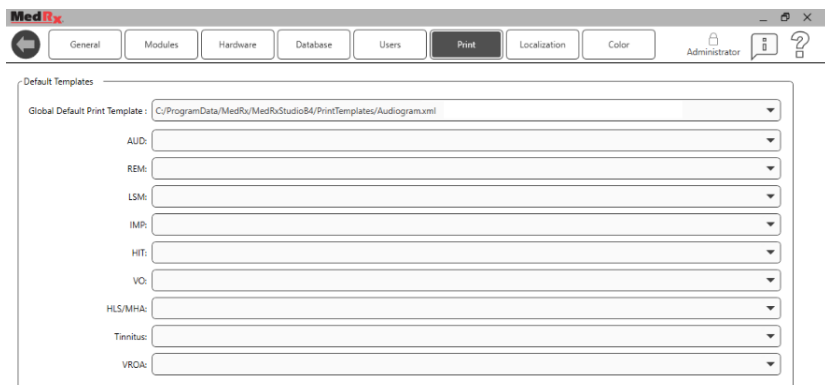 MedRx
General Modules Hardware Database Users Print Localization Color Administrator
Default Templates
Global Default Print Template : C:/ProgramData/MedRx/MedRxStudio84/PrintTemplates/Audiogram.xml
AUD:
REM:
LSM:
IMP:
HIT:
VO:
HLS/MHA:
Tinnitus:
VROA: